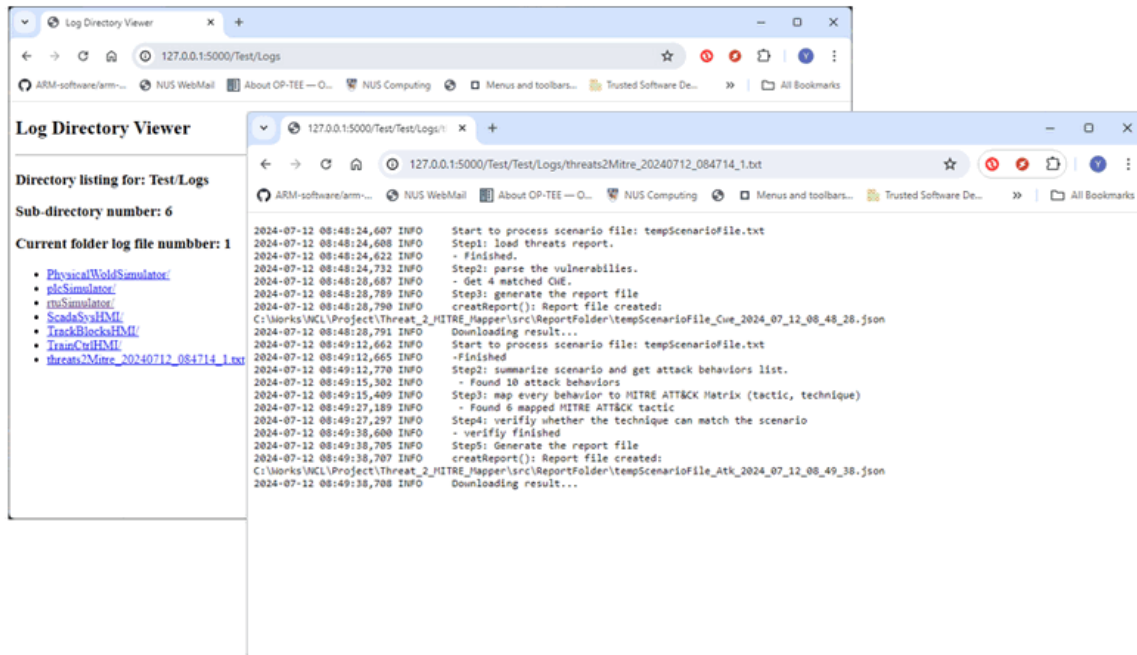 Log Directory Viewer
127.0.0.1:5000/Test/Logs
ARM-software/arm-... NUS WebMail About OP-TEE — O... NUS Computing Menus and toolbars... Trusted Software De... » All Bookmarks
Log Directory Viewer
Directory listing for: Test/Logs
Sub-directory number: 6
Current folder log file numbber: 1
PhysicalWoldSimulator/
plcSimulator/
rtuSimulator/
ScadaSysHMI/
TrackBlocksHMI/
TrainCtrlHMI/
threats2Mitre_20240712_084714_1.txt
127.0.0.1:5000/Test/Test/Logs/t
127.0.0.1:5000/Test/Test/Logs/threats2Mitre_20240712_084714_1.txt
ARM-software/arm-... NUS WebMail About OP-TEE — O... NUS Computing Menus and toolbars... Trusted Software De... » All Bookmarks
2024-07-12 08:48:24,607 INFO Start to process scenario file: tempScenarioFile.txt
2024-07-12 08:48:24,608 INFO Step1: load threats report.
2024-07-12 08:48:24,622 INFO - Finished.
2024-07-12 08:48:24,732 INFO Step2: parse the vulnerabilies.
2024-07-12 08:48:28,687 INFO - Get 4 matched CWE.
2024-07-12 08:48:28,789 INFO Step3: generate the report file
2024-07-12 08:48:28,790 INFO creatReport(): Report file created:
C:\Works\NCL\Project\Threat_2_MITRE_Mapper\src\ReportFolder\tempScenarioFile_Cwe_2024_07_12_08_48_28.json
2024-07-12 08:48:28,791 INFO Downloading result...
2024-07-12 08:49:12,662 INFO Start to process scenario file: tempScenarioFile.txt
2024-07-12 08:49:12,665 INFO -Finished
2024-07-12 08:49:12,770 INFO Step2: summarize scenario and get attack behaviors list.
2024-07-12 08:49:15,302 INFO - Found 10 attack behaviors
2024-07-12 08:49:15,409 INFO Step3: map every behavior to MITRE ATT&CK Matrix (tactic, technique)
2024-07-12 08:49:27,189 INFO - Found 6 mapped MITRE ATT&CK tactic
2024-07-12 08:49:27,297 INFO Step4: verifiy whether the technique can match the scenario
2024-07-12 08:49:38,600 INFO - verifiy finished
2024-07-12 08:49:38,705 INFO Step5: Generate the report file
2024-07-12 08:49:38,707 INFO creatReport(): Report file created:
C:\Works\NCL\Project\Threat_2_MITRE_Mapper\src\ReportFolder\tempScenarioFile_Atk_2024_07_12_08_49_38.json
2024-07-12 08:49:38,708 INFO Downloading result...